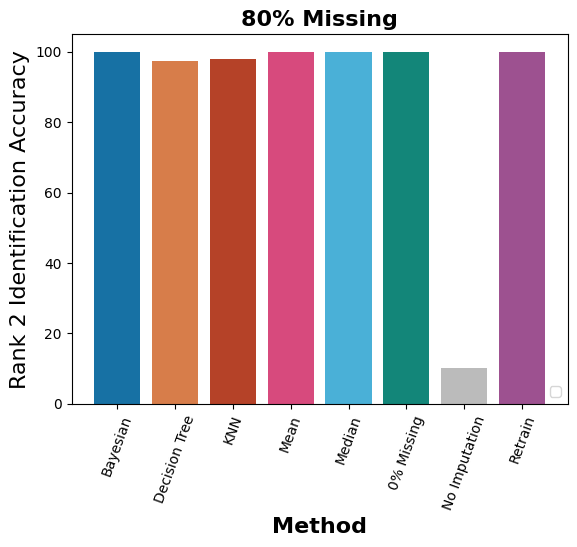 80% Missing
Rank 2 Identification Accuracy
100
80
60
40
20
0
Bayesian
Decision Tree
KNN
Mean
Median
0% Missing
No Imputation
Retrain
Method